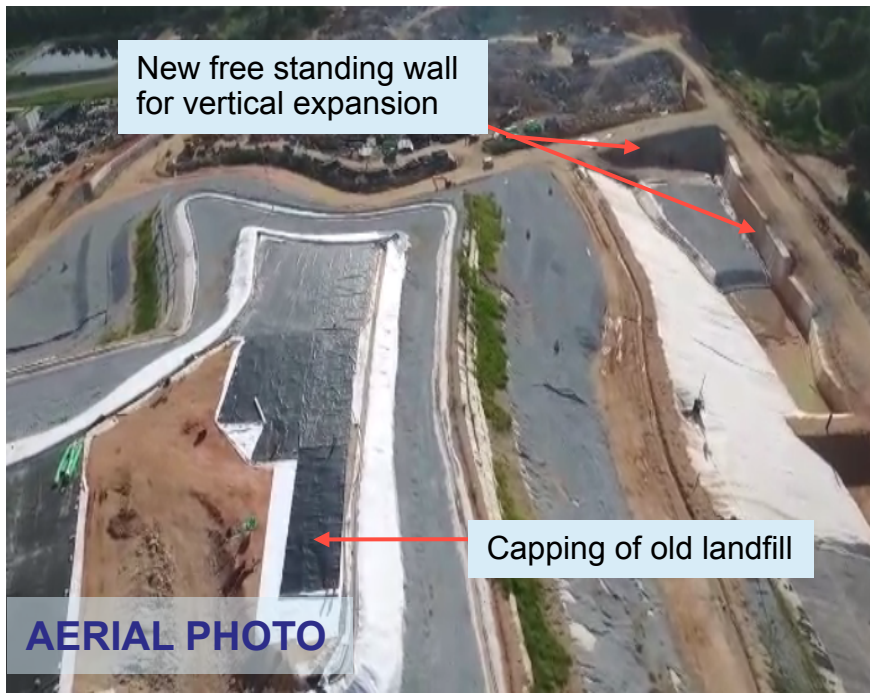 New free standing wall
for vertical expansion
Capping of old landfill
AERIAL PHOTO